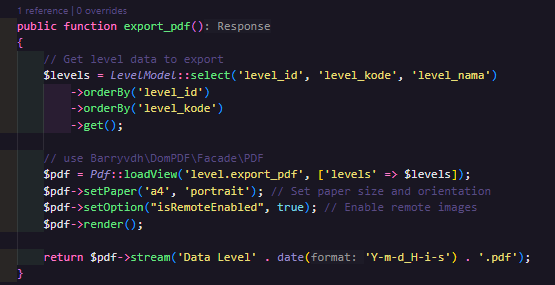 1 reference | 0 overrides
public function export_pdf(): Response
{
    // Get level data to export
    $levels = LevelModel::select('level_id', 'level_kode', 'level_nama')
        ->orderBy('level_id')
        ->orderBy('level_kode')
        ->get();

    // use Barryvdh\DomPDF\Facade\PDF
    $pdf = Pdf::loadView('level.export_pdf', ['levels' => $levels]);
    $pdf->setPaper('a4', 'portrait'); // Set paper size and orientation
    $pdf->setOption("isRemoteEnabled", true); // Enable remote images
    $pdf->render();

    return $pdf->stream('Data Level' . date(format: 'Y-m-d_H-i-s') . '.pdf');
}